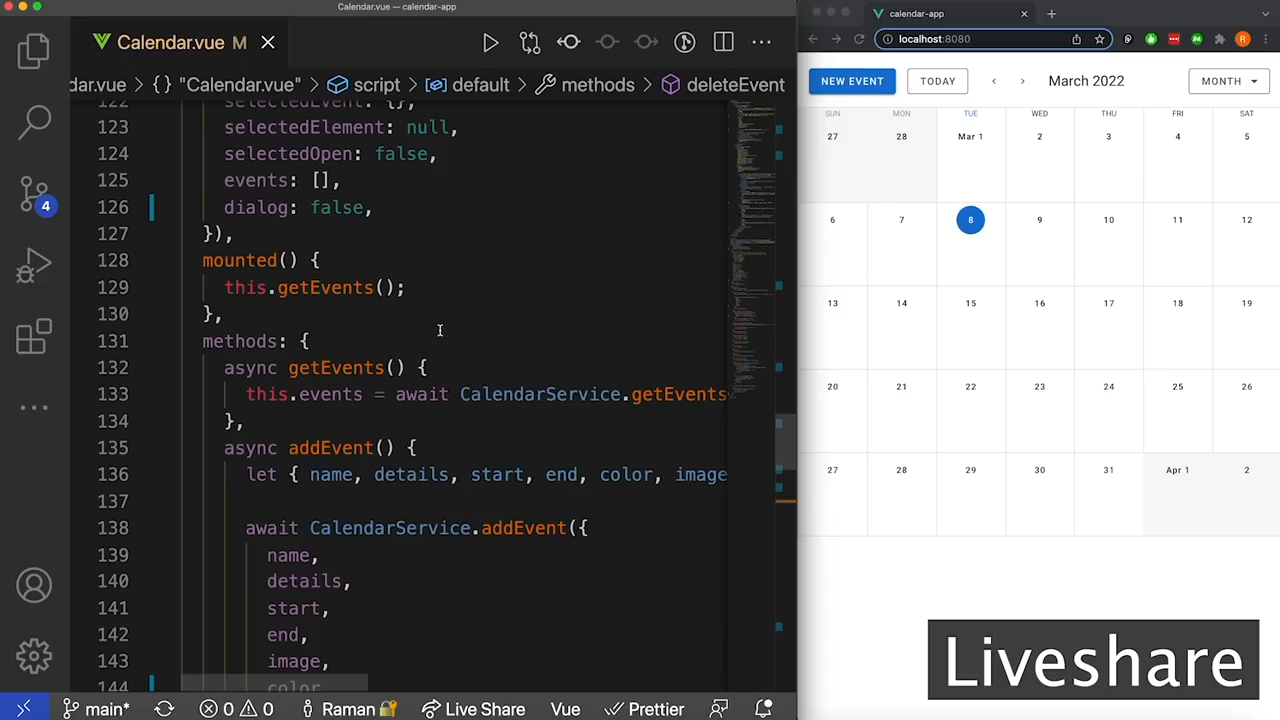 Calendar.vue — calendar-app
Calendar.vue M
dar.vue > {} "Calendar.vue" > script > default > methods > deleteEvent
122 selectedEvent: {},
123 selectedElement: null,
124 selectedOpen: false,
125 events: [],
126 dialog: false,
127 }),
128 mounted() {
129 this.getEvents();
130 },
131 methods: {
132 async getEvents() {
133 this.events = await CalendarService.getEvents
134 },
135 async addEvent() {
136 let { name, details, start, end, color, image
137
138 await CalendarService.addEvent({
139 name,
140 details,
141 start,
142 end,
143 image,
144 color
4
main* 0 0 Raman Live Share Vue Prettier
calendar-app
localhost:8080
R
NEW EVENT TODAY < > March 2022 MONTH
SUN MON TUE WED THU FRI SAT
27 28 Mar 1 2 3 4 5
6 7 8 9 10 11 12
13 14 15 16 17 18 19
20 21 22 23 24 25 26
27 28 29 30 31 Apr 1 2
Liveshare